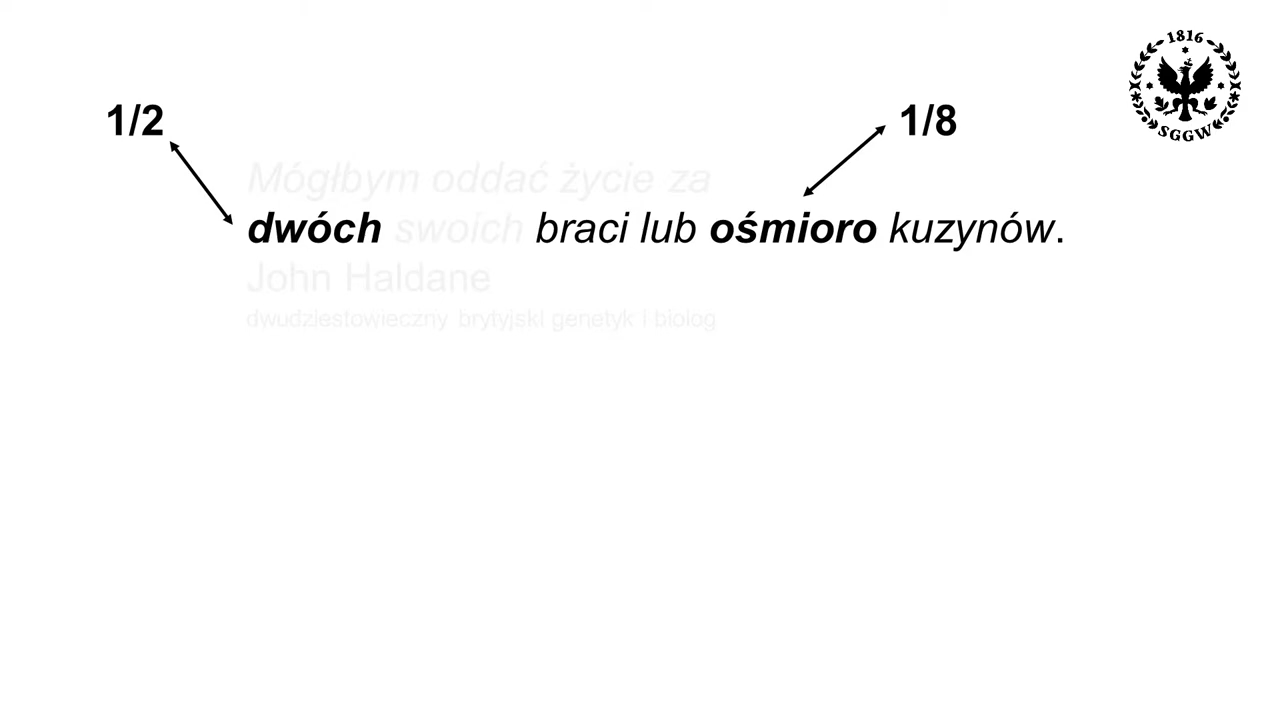 1816
SGGW
1/2
1/8
Mógłbym oddać życie za
dwóch swoich braci lub ośmioro kuzynów.
John Haldane
dwudziestowieczny brytyjski genetyk i biolog